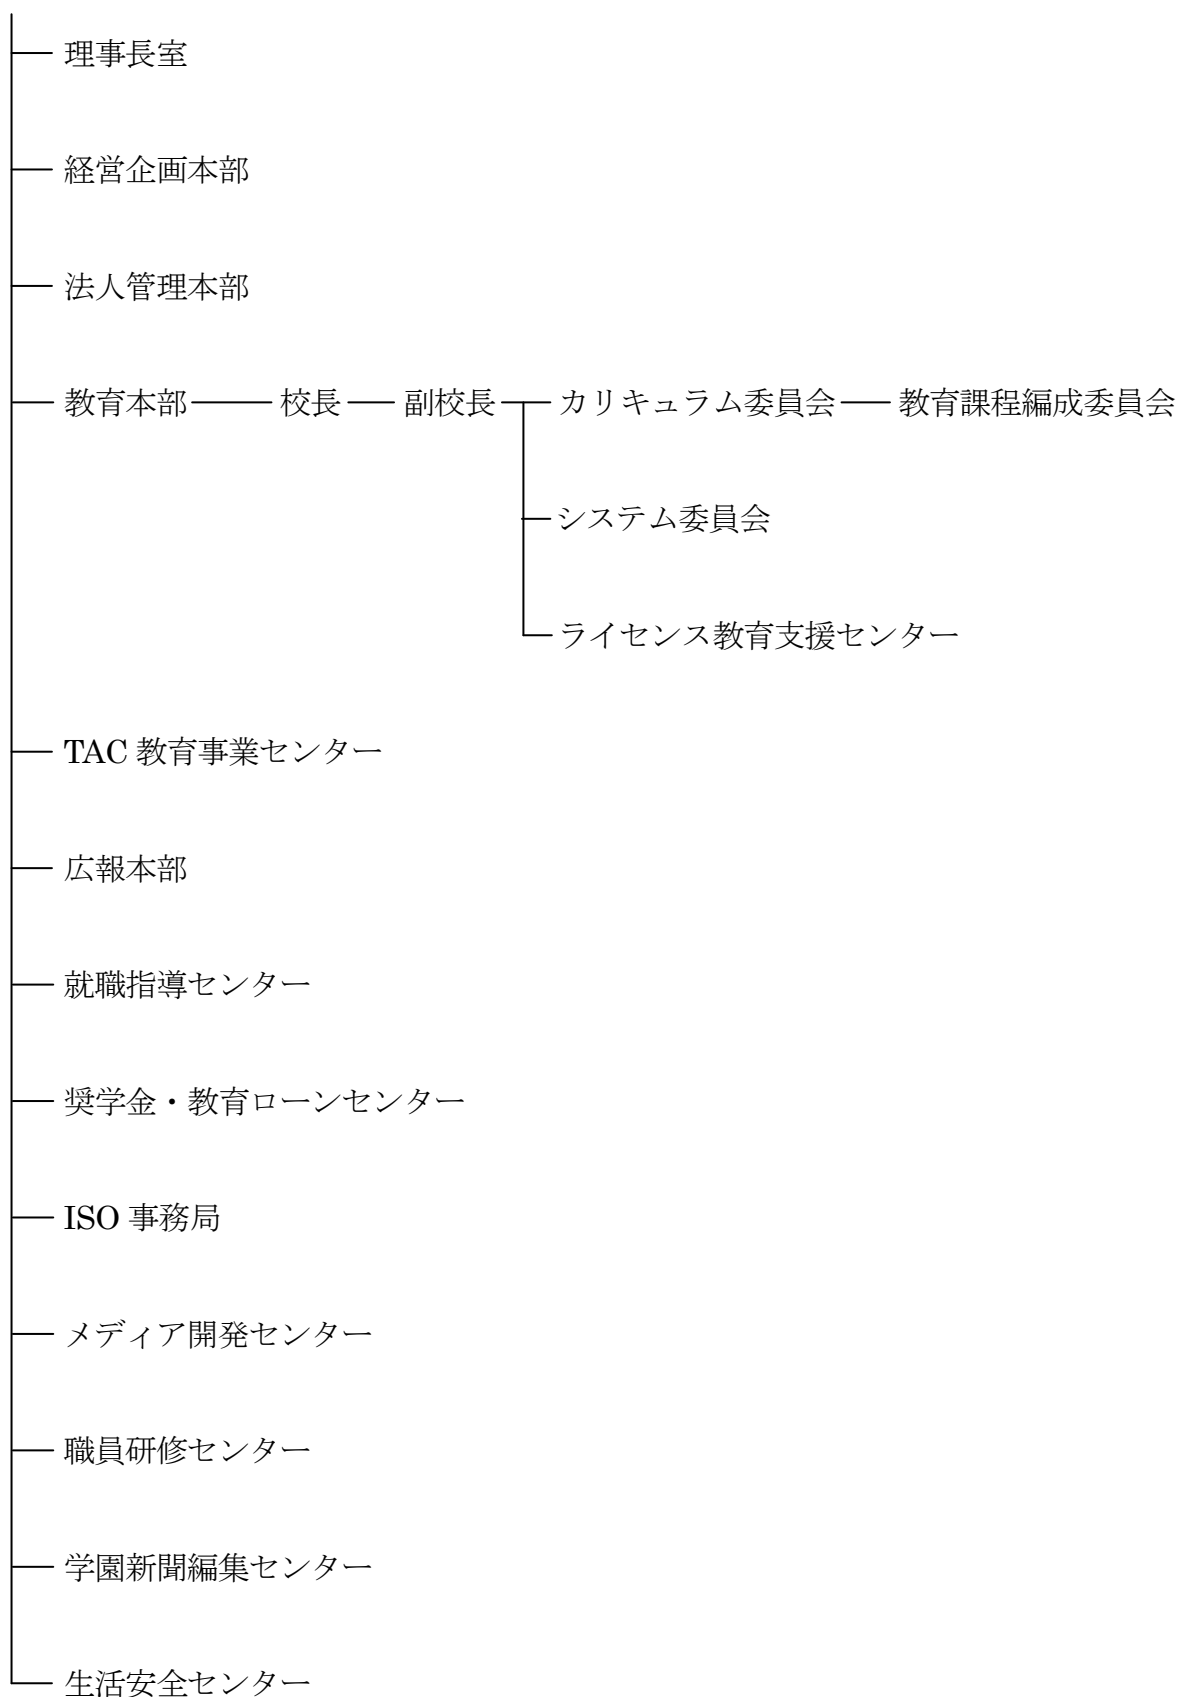 理事長室
経営企画本部
法人管理本部
教育本部 校長 副校長 カリキュラム委員会 教育課程編成委員会
システム委員会
ライセンス教育支援センター
TAC 教育事業センター
広報本部
就職指導センター
奨学金・教育ローンセンター
ISO 事務局
メディア開発センター
職員研修センター
学園新聞編集センター
生活安全センター